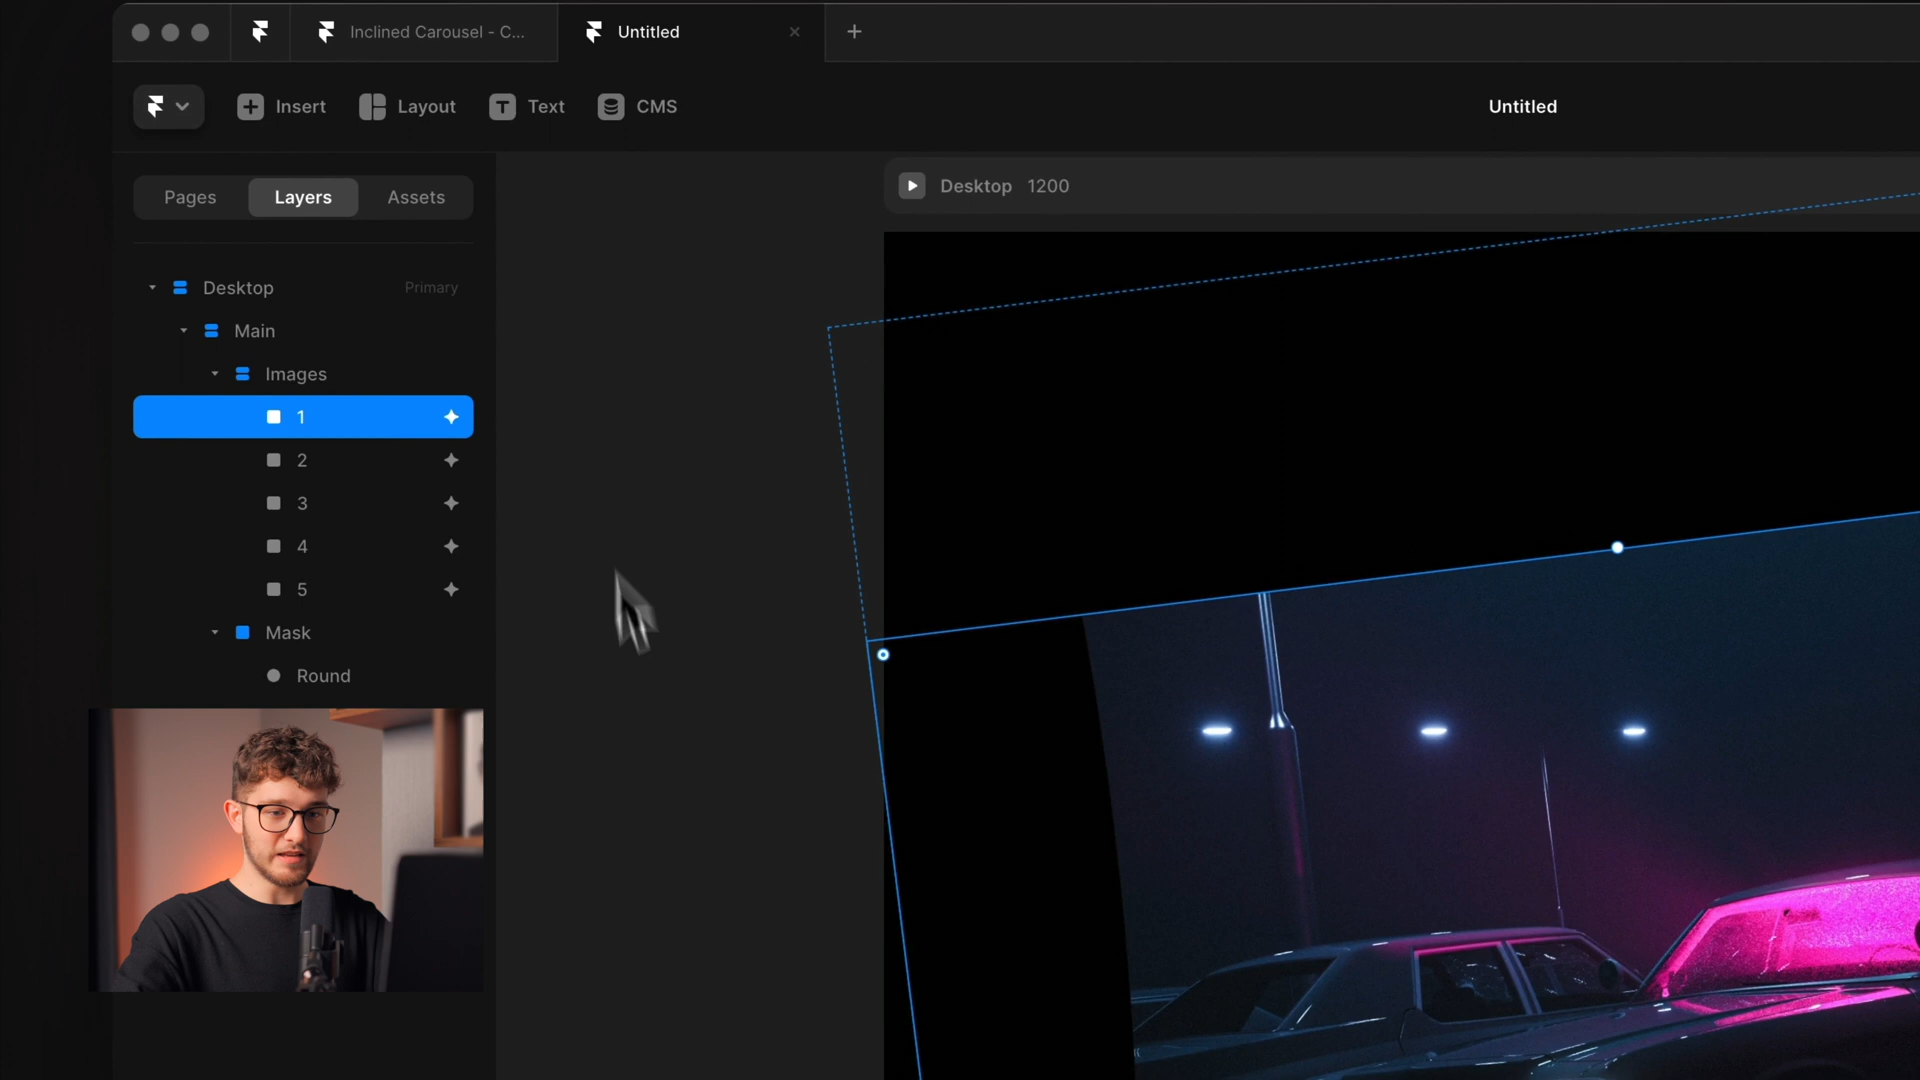 Inclined Carousel - C...
Untitled
Insert
Layout
Text
CMS
Untitled
Pages
Layers
Assets
Desktop 1200
Desktop
Primary
Main
Images
1
2
3
4
5
Mask
Round